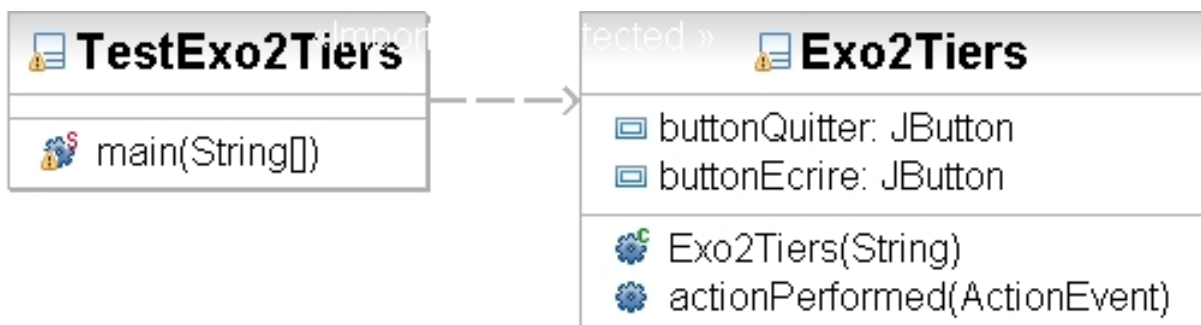 TestExo2Tiers
main(String[])
Exo2Tiers
buttonQuitter: JButton
buttonEcrire: JButton
Exo2Tiers(String)
actionPerformed(ActionEvent)